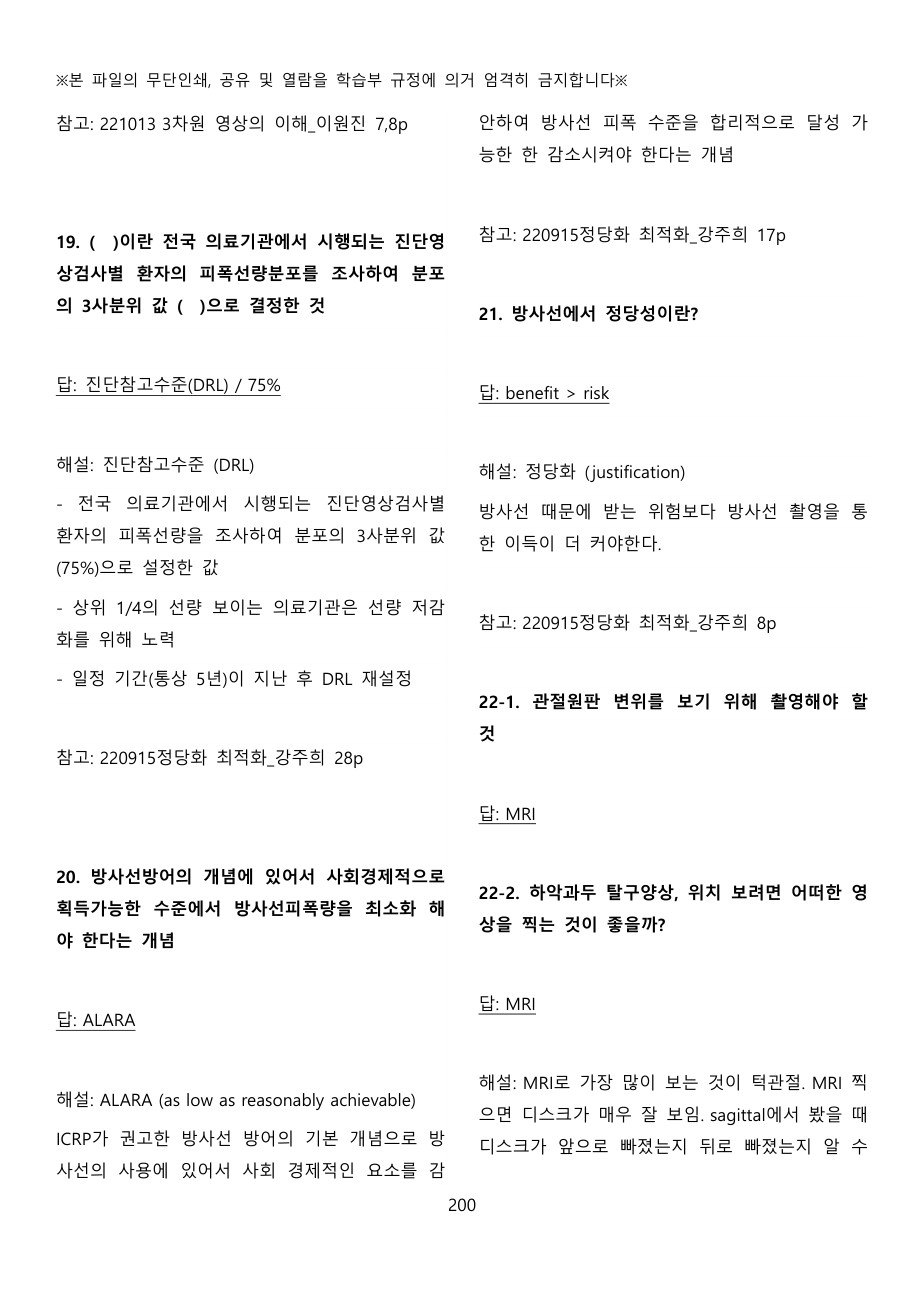 ※본 파일의 무단인쇄, 공유 및 열람을 학습부 규정에 의거 엄격히 금지합니다※
참고: 221013 3차원 영상의 이해_이원진 7,8p
19. ( )이란 전국 의료기관에서 시행되는 진단영
상검사별 환자의 피폭선량분포를 조사하여 분포
의 3사분위 값 ( )으로 결정한 것
답: 진단참고수준(DRL) / 75%
해설: 진단참고수준 (DRL)
- 전국 의료기관에서 시행되는 진단영상검사별
환자의 피폭선량을 조사하여 분포의 3사분위 값
(75%)으로 설정한 값
- 상위 1/4의 선량 보이는 의료기관은 선량 저감
화를 위해 노력
- 일정 기간(통상 5년)이 지난 후 DRL 재설정
참고: 220915정당화 최적화_강주희 28p
20. 방사선방어의 개념에 있어서 사회경제적으로
획득가능한 수준에서 방사선피폭량을 최소화 해
야 한다는 개념
답: ALARA
해설: ALARA (as low as reasonably achievable)
ICRP가 권고한 방사선 방어의 기본 개념으로 방
사선의 사용에 있어서 사회 경제적인 요소를 감
안하여 방사선 피폭 수준을 합리적으로 달성 가
능한 한 감소시켜야 한다는 개념
참고: 220915정당화 최적화_강주희 17p
21. 방사선에서 정당성이란?
답: benefit > risk
해설: 정당화 (justification)
방사선 때문에 받는 위험보다 방사선 촬영을 통
한 이득이 더 커야한다.
참고: 220915정당화 최적화_강주희 8p
22-1. 관절원판 변위를 보기 위해 촬영해야 할
것
답: MRI
22-2. 하악과두 탈구양상, 위치 보려면 어떠한 영
상을 찍는 것이 좋을까?
답: MRI
해설: MRI로 가장 많이 보는 것이 턱관절. MRI 찍
으면 디스크가 매우 잘 보임. sagittal에서 봤을 때
디스크가 앞으로 빠졌는지 뒤로 빠졌는지 알 수
200